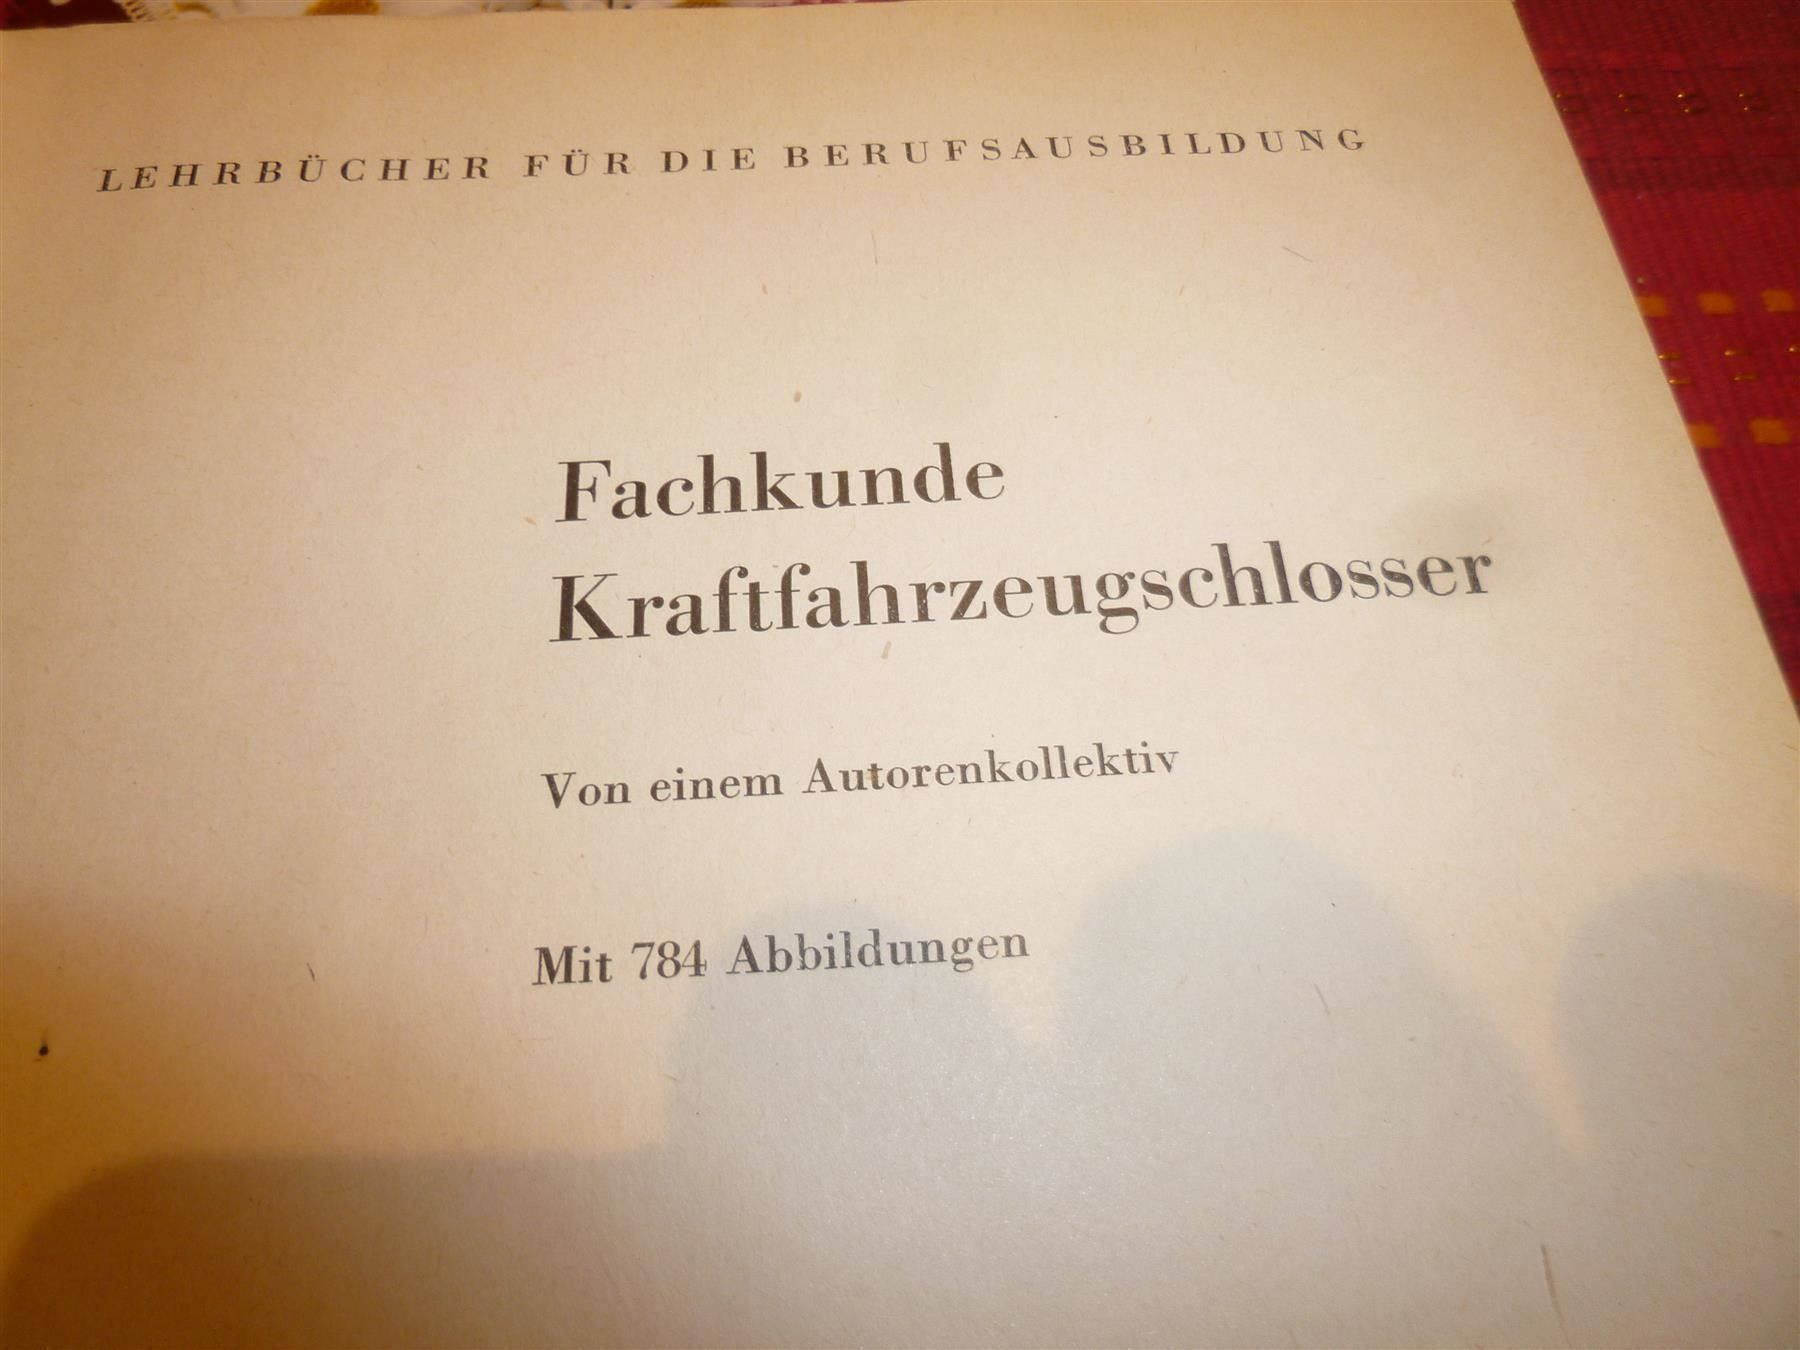 LEHRBÜCHER FÜR DIE BERUFSAUSBILDUNG
Fachkunde
Kraftfahrzeugschlosser
Von einem Autorenkollektiv
Mit 784 Abbildungen